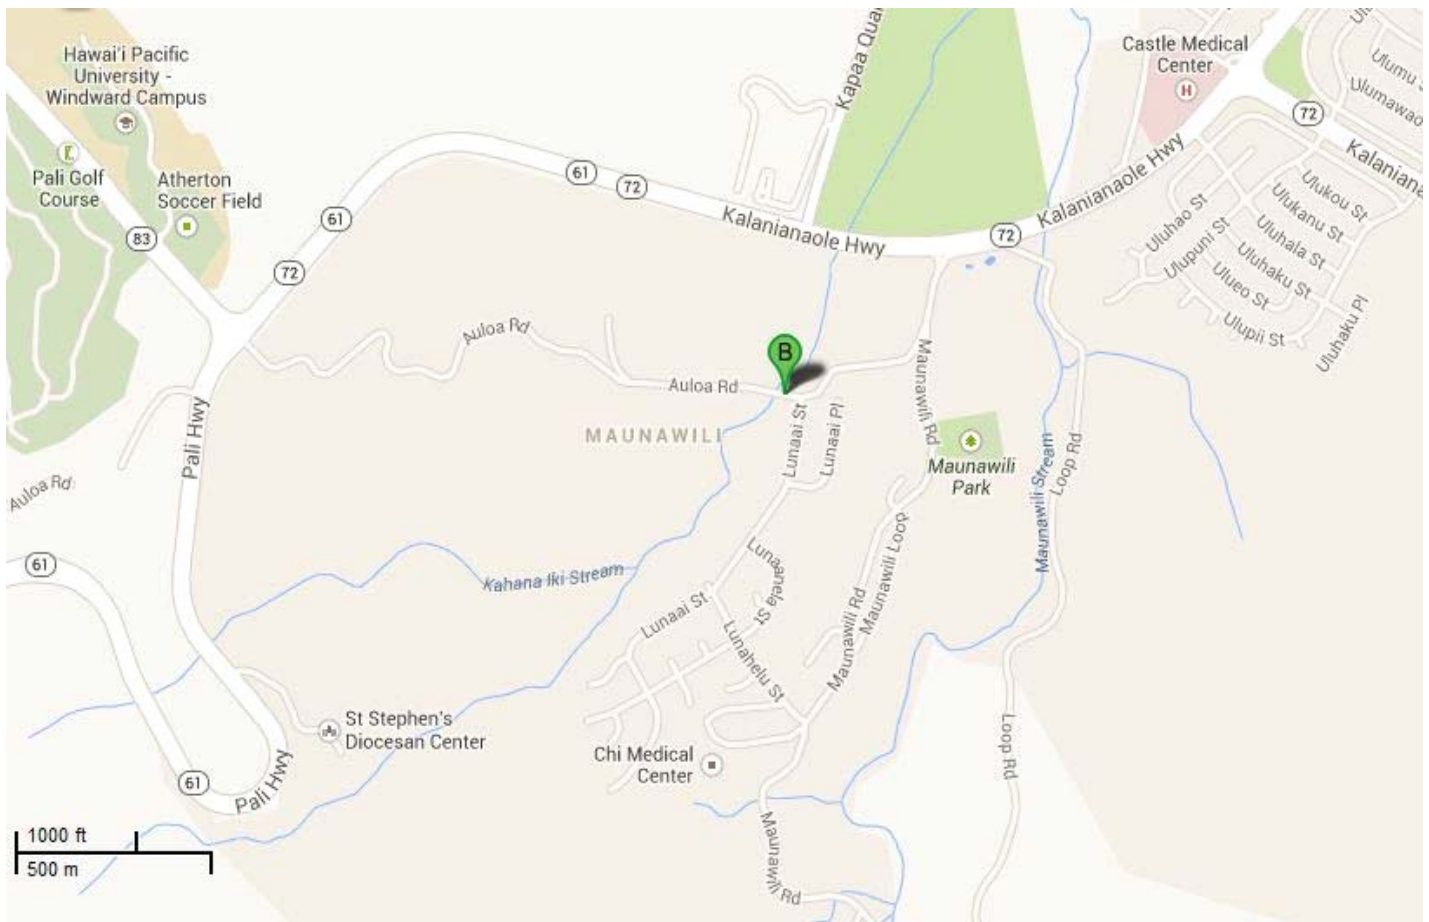 Hawai'i Pacific
University -
Windward Campus
Pali Golf
Course
Atherton
Soccer Field
83
61
72
61
72
Kapaa Quar
Kalanianaole Hwy
72
Kalanianaole Hwy
Castle Medical
Center
H
72
Kalaniana
Ulumu
Ulumawao
Ulukou St
Ulukanu St
Uluhala St
Uluhaku St
Uluhao St
Ulupuni St
Ulueo St
Ulupii St
Uluhaku Pl
Auloa Rd
Auloa Rd
B
MAUNAWILI
Lunaai St
Lunaai Pl
Maunawili Rd
Maunawili
Park
Maunawili Stream
Loop Rd
Pali Hwy
Auloa Rd
61
Kahana Iki Stream
Lunaanela St
Lunaai St
Lunahelu St
Maunawili Rd
Maunawili Loop
St Stephen's
Diocesan Center
Chi Medical
Center
Loop Rd
61
Pali Hwy
Maunawili Rd
1000 ft
500 m